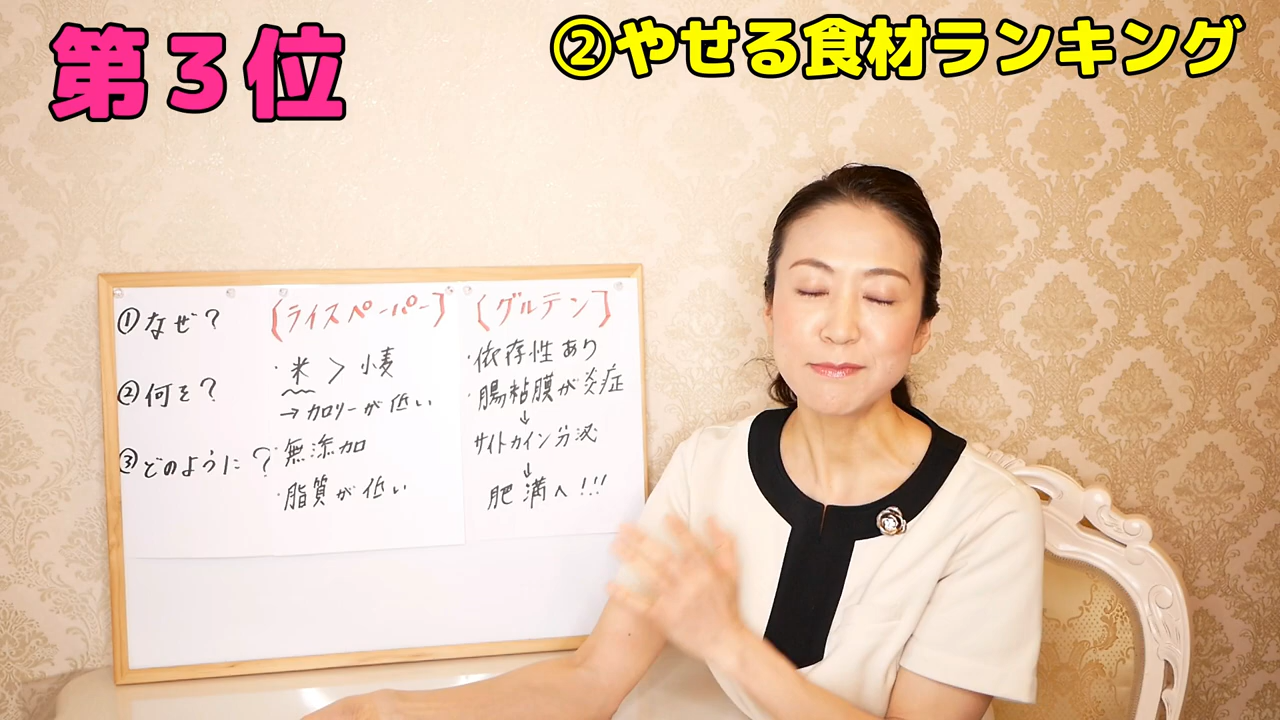 第3位
②やせる食材ランキング
①なぜ?
②何を?
③どのように?
【ライスペーパー】
・米 > 小麦
→カロリーが低い
・無添加
・脂質が低い
【グルテン】
・依存性あり
・腸粘膜が炎症
↓
サイトカイン分泌
↓
肥満へ!!!